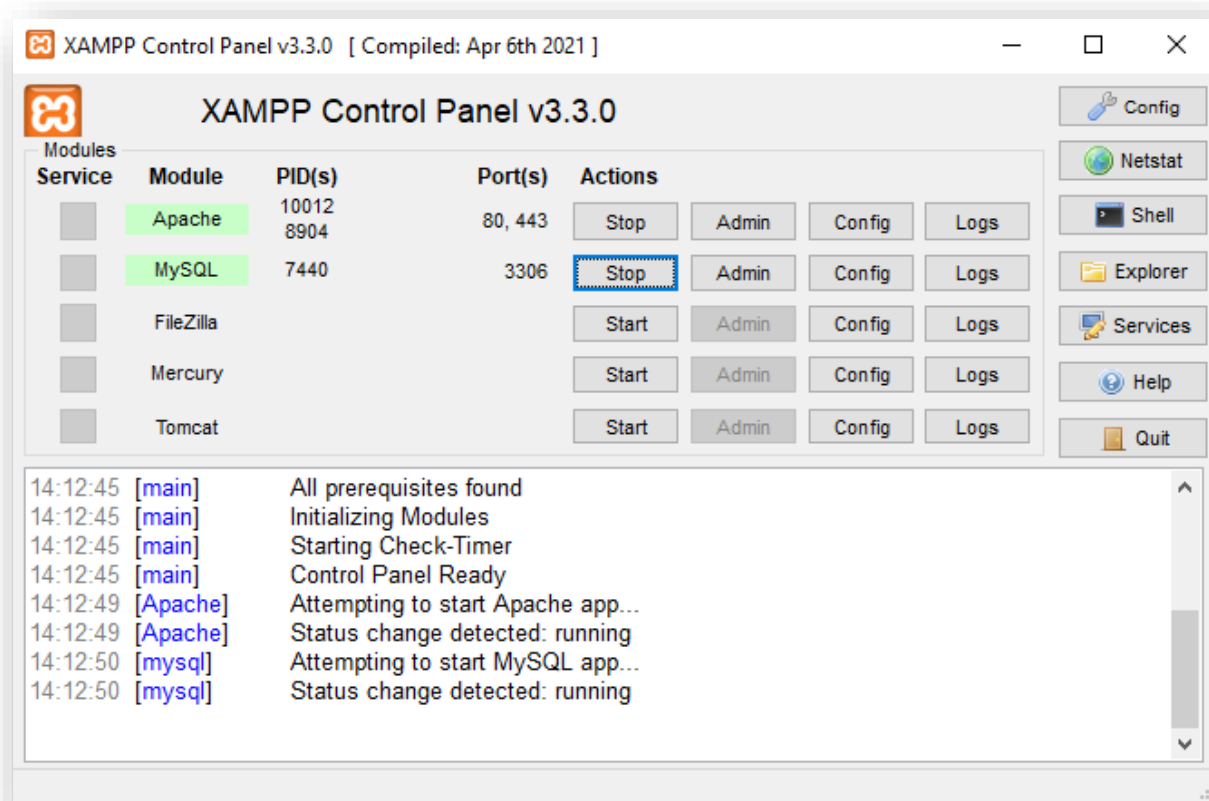 XAMPP Control Panel v3.3.0 [ Compiled: Apr 6th 2021 ]
XAMPP Control Panel v3.3.0
Config
Modules
Service Module PID(s) Port(s) Actions
Netstat
Apache 10012 8904 80, 443 Stop Admin Config Logs
Shell
MySQL 7440 3306 Stop Admin Config Logs
Explorer
FileZilla Start Admin Config Logs
Services
Mercury Start Admin Config Logs
Help
Tomcat Start Admin Config Logs
Quit
14:12:45 [main] All prerequisites found
14:12:45 [main] Initializing Modules
14:12:45 [main] Starting Check-Timer
14:12:45 [main] Control Panel Ready
14:12:49 [Apache] Attempting to start Apache app...
14:12:49 [Apache] Status change detected: running
14:12:50 [mysql] Attempting to start MySQL app...
14:12:50 [mysql] Status change detected: running